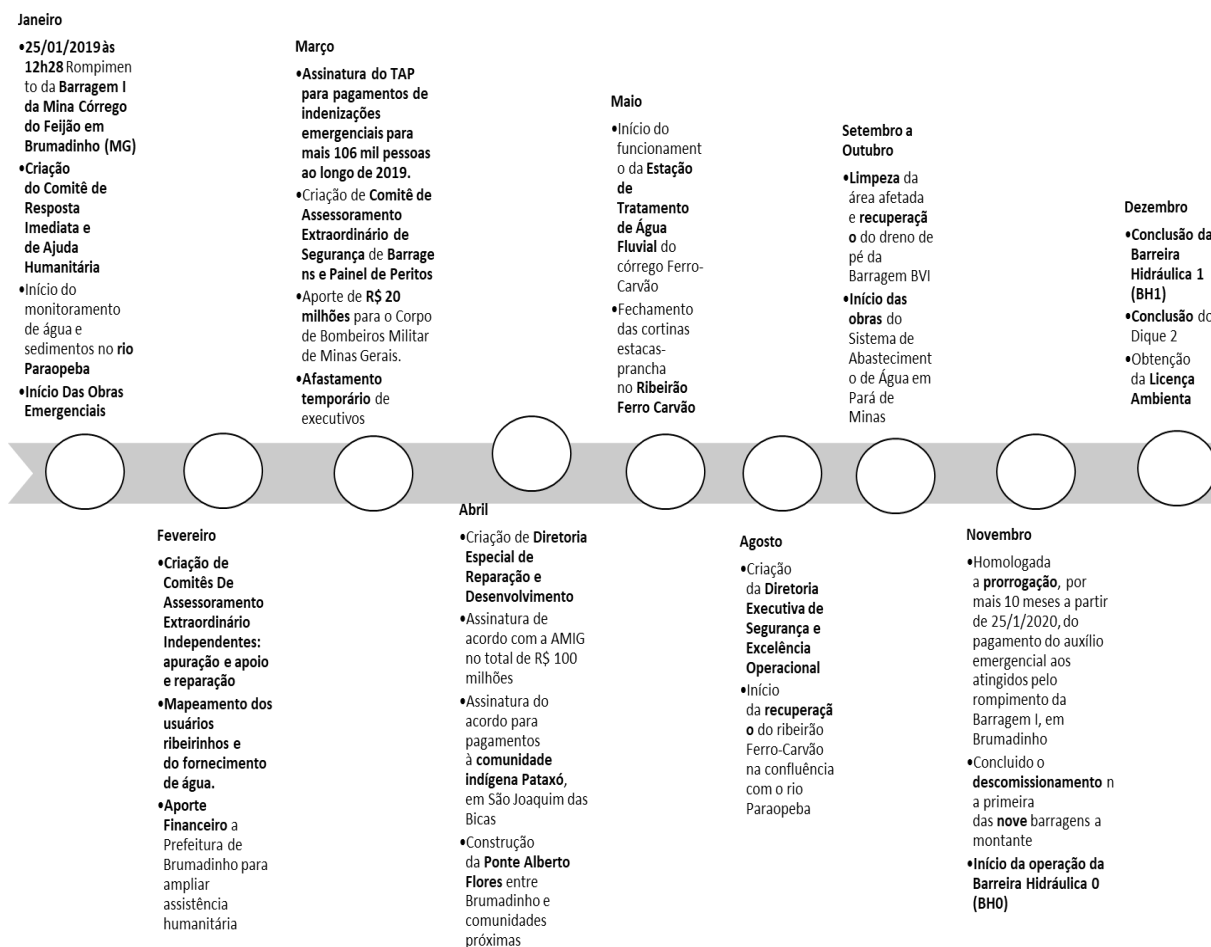 Janeiro
•25/01/2019 às
12h28 Rompimen
to da Barragem I
da Mina Córrego
do Feijão em
Brumadinho (MG)
•Criação
do Comitê de
Resposta
Imediata e
de Ajuda
Humanitária
•Início do
monitoramento
de água e
sedimentos no rio
Paraopeba
•Início Das Obras
Emergenciais
Fevereiro
•Criação de
Comitês De
Assessoramento
Extraordinário
Independentes:
apuração e apoio
e reparação
•Mapeamento dos
usuários
ribeirinhos e
do fornecimento
de água.
•Aporte
Financeiro a
Prefeitura de
Brumadinho para
ampliar
assistência
humanitária
Março
•Assinatura do TAP
para pagamentos de
indenizações
emergenciais para
mais 106 mil pessoas
ao longo de 2019.
•Criação de Comitê de
Assessoramento
Extraordinário de
Segurança de Barrage
ns e Painel de Peritos
•Aporte de R$ 20
milhões para o Corpo
de Bombeiros Militar
de Minas Gerais.
•Afastamento
temporário de
executivos
Abril
•Criação de Diretoria
Especial de
Reparação e
Desenvolvimento
•Assinatura de
acordo com a AMIG
no total de R$ 100
milhões
•Assinatura do
acordo para
pagamentos
à comunidade
indígena Pataxó,
em São Joaquim das
Bicas
•Construção
da Ponte Alberto
Flores entre
Brumadinho e
comunidades
próximas
Maio
•Início do
funcionament
o da Estação
de
Tratamento
de Água
Fluvial do
córrego Ferro-
Carvão
•Fechamento
das cortinas
estacas-
prancha
no Ribeirão
Ferro Carvão
Agosto
•Criação
da Diretoria
Executiva de
Segurança e
Excelência
Operacional
•Início
da recuperaçã
o do ribeirão
Ferro-Carvão
na confluência
com o rio
Paraopeba
Setembro a
Outubro
•Limpeza da
área afetada
e recuperaçã
o do dreno de
pé da
Barragem BVI
•Início das
obras do
Sistema de
Abasteciment
o de Água em
Pará de
Minas
Novembro
•Homologada
a prorrogação, por
mais 10 meses a partir
de 25/1/2020, do
pagamento do auxílio
emergencial aos
atingidos pelo
rompimento da
Barragem I, em
Brumadinho
•Concluido o
descomissionamento n
a primeira
das nove barragens a
montante
•Início da operação da
Barreira Hidráulica 0
(BH0)
Dezembro
•Conclusão da
Barreira
Hidráulica 1
(BH1)
•Conclusão do
Dique 2
•Obtenção
da Licença
Ambienta